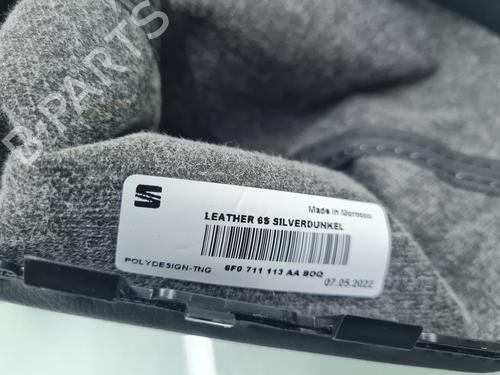 B-PARTS
Made in Morocco
LEATHER 6S SILVERDUNKEL
POLYDESIGN-TNG
6F0 711 113 AA BOQ
07.05.2022